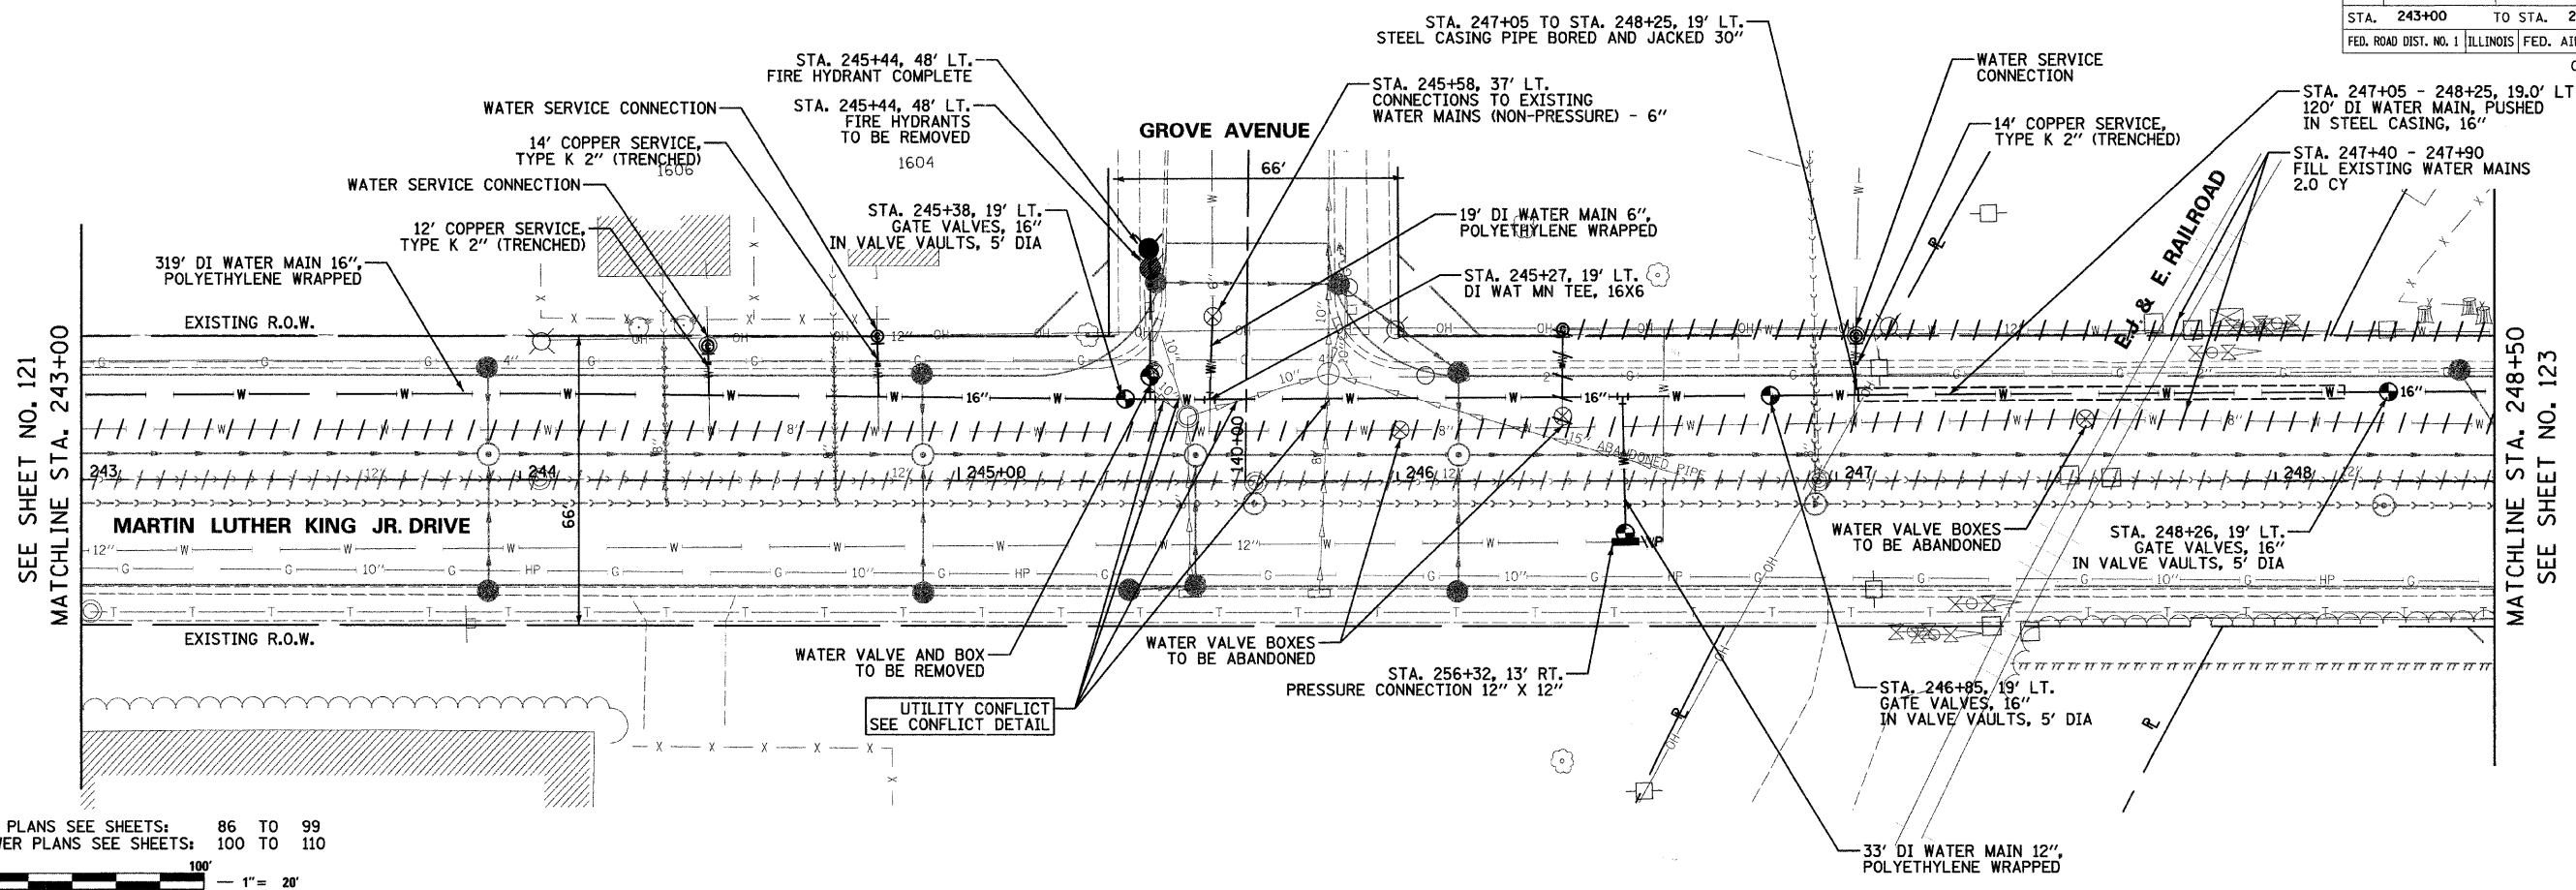 STA. 243+00 TO STA. 2
FED. ROAD DIST. NO. 1 ILLINOIS FED. AI
STA. 247+05 TO STA. 248+25, 19' LT.
STEEL CASING PIPE BORED AND JACKED 30"
STA. 245+44, 48' LT.
FIRE HYDRANT COMPLETE
WATER SERVICE
CONNECTION
STA. 245+58, 37' LT.
CONNECTIONS TO EXISTING
WATER MAINS (NON-PRESSURE) - 6"
STA. 247+05 - 248+25, 19.0' LT
120' DI WATER MAIN, PUSHED
IN STEEL CASING, 16"
WATER SERVICE CONNECTION
STA. 245+44, 48' LT.
FIRE HYDRANTS
TO BE REMOVED
GROVE AVENUE
14' COPPER SERVICE,
TYPE K 2" (TRENCHED)
14' COPPER SERVICE,
TYPE K 2" (TRENCHED)
1606
1604
66'
STA. 247+40 - 247+90
FILL EXISTING WATER MAINS
2.0 CY
WATER SERVICE CONNECTION
12' COPPER SERVICE,
TYPE K 2" (TRENCHED)
STA. 245+38, 19' LT.
GATE VALVES, 16"
IN VALVE VAULTS, 5' DIA
19' DI WATER MAIN 6",
POLYETHYLENE WRAPPED
E.J. & E. RAILROAD
319' DI WATER MAIN 16",
POLYETHYLENE WRAPPED
STA. 245+27, 19' LT.
DI WAT MN TEE, 16X6
EXISTING R.O.W.
SEE SHEET NO. 121
MATCHLINE STA. 243+00
MATCHLINE STA. 248+50
SEE SHEET NO. 123
16"
16"
16"
15" ABANDONED PIPE
140+00
243
244
245+00
246
247
248
MARTIN LUTHER KING JR. DRIVE
66'
12" W W W W W 12" W W
G 10" G HP G 10" G HP G
WATER VALVE BOXES
TO BE ABANDONED
STA. 248+26, 19' LT.
GATE VALVES, 16"
IN VALVE VAULTS, 5' DIA
EXISTING R.O.W.
WATER VALVE AND BOX
TO BE REMOVED
WATER VALVE BOXES
TO BE ABANDONED
STA. 256+32, 13' RT.
PRESSURE CONNECTION 12" X 12"
STA. 246+85, 19' LT.
GATE VALVES, 16"
IN VALVE VAULTS, 5' DIA
UTILITY CONFLICT
SEE CONFLICT DETAIL
33' DI WATER MAIN 12",
POLYETHYLENE WRAPPED
PLANS SEE SHEETS: 86 TO 99
WER PLANS SEE SHEETS: 100 TO 110
100'
1" = 20'